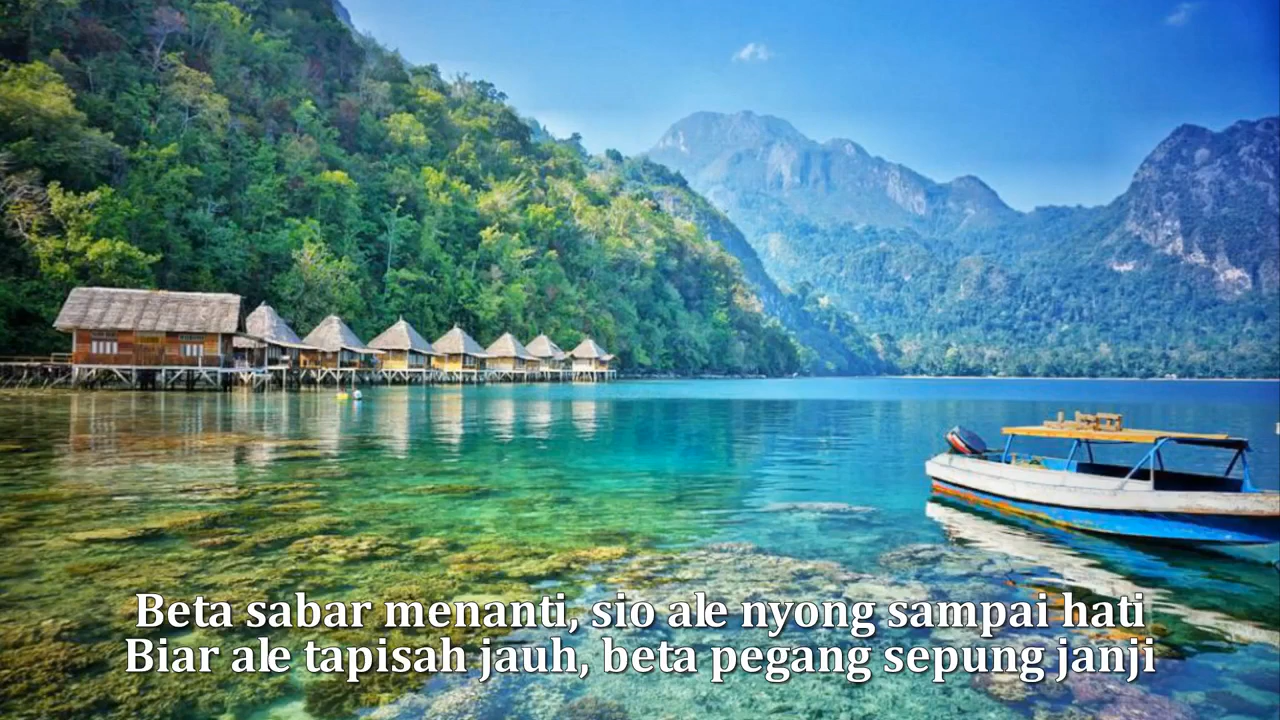 Beta sabar menanti, sio ale nyong sampai hati
Biar ale tapisah jauh, beta pegang sepung janji